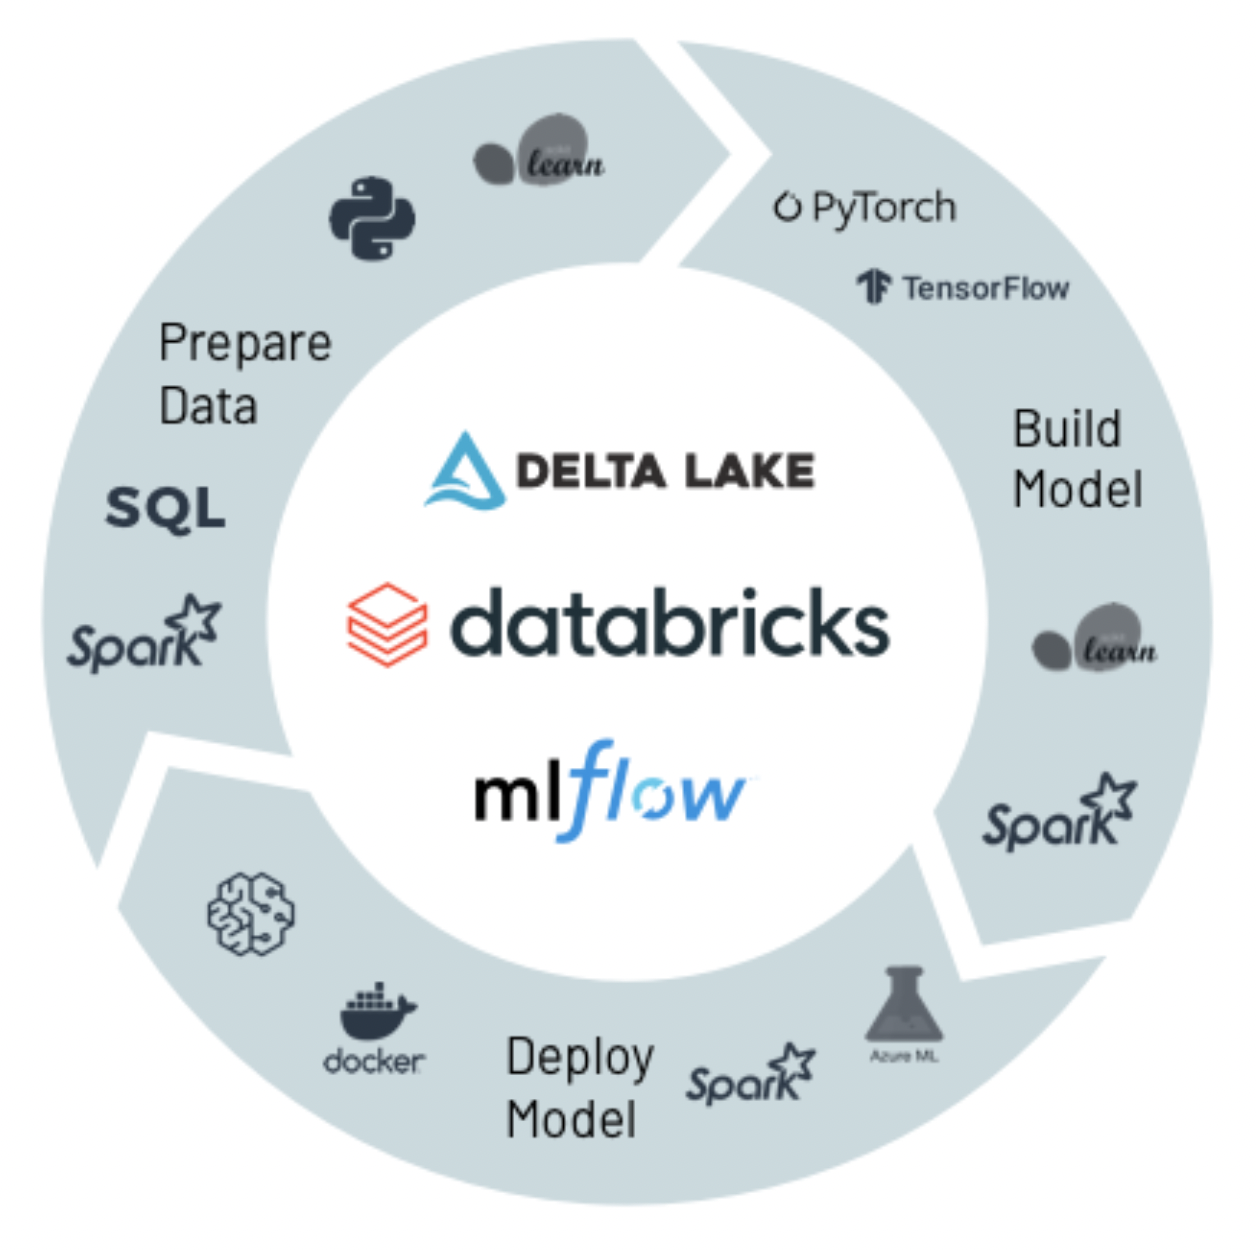 learn
Prepare
Data
SQL
Spark
PyTorch
TensorFlow
Build
Model
learn
Spark
DELTA LAKE
databricks
mlflow
Azure ML
Spark
Deploy
Model
docker